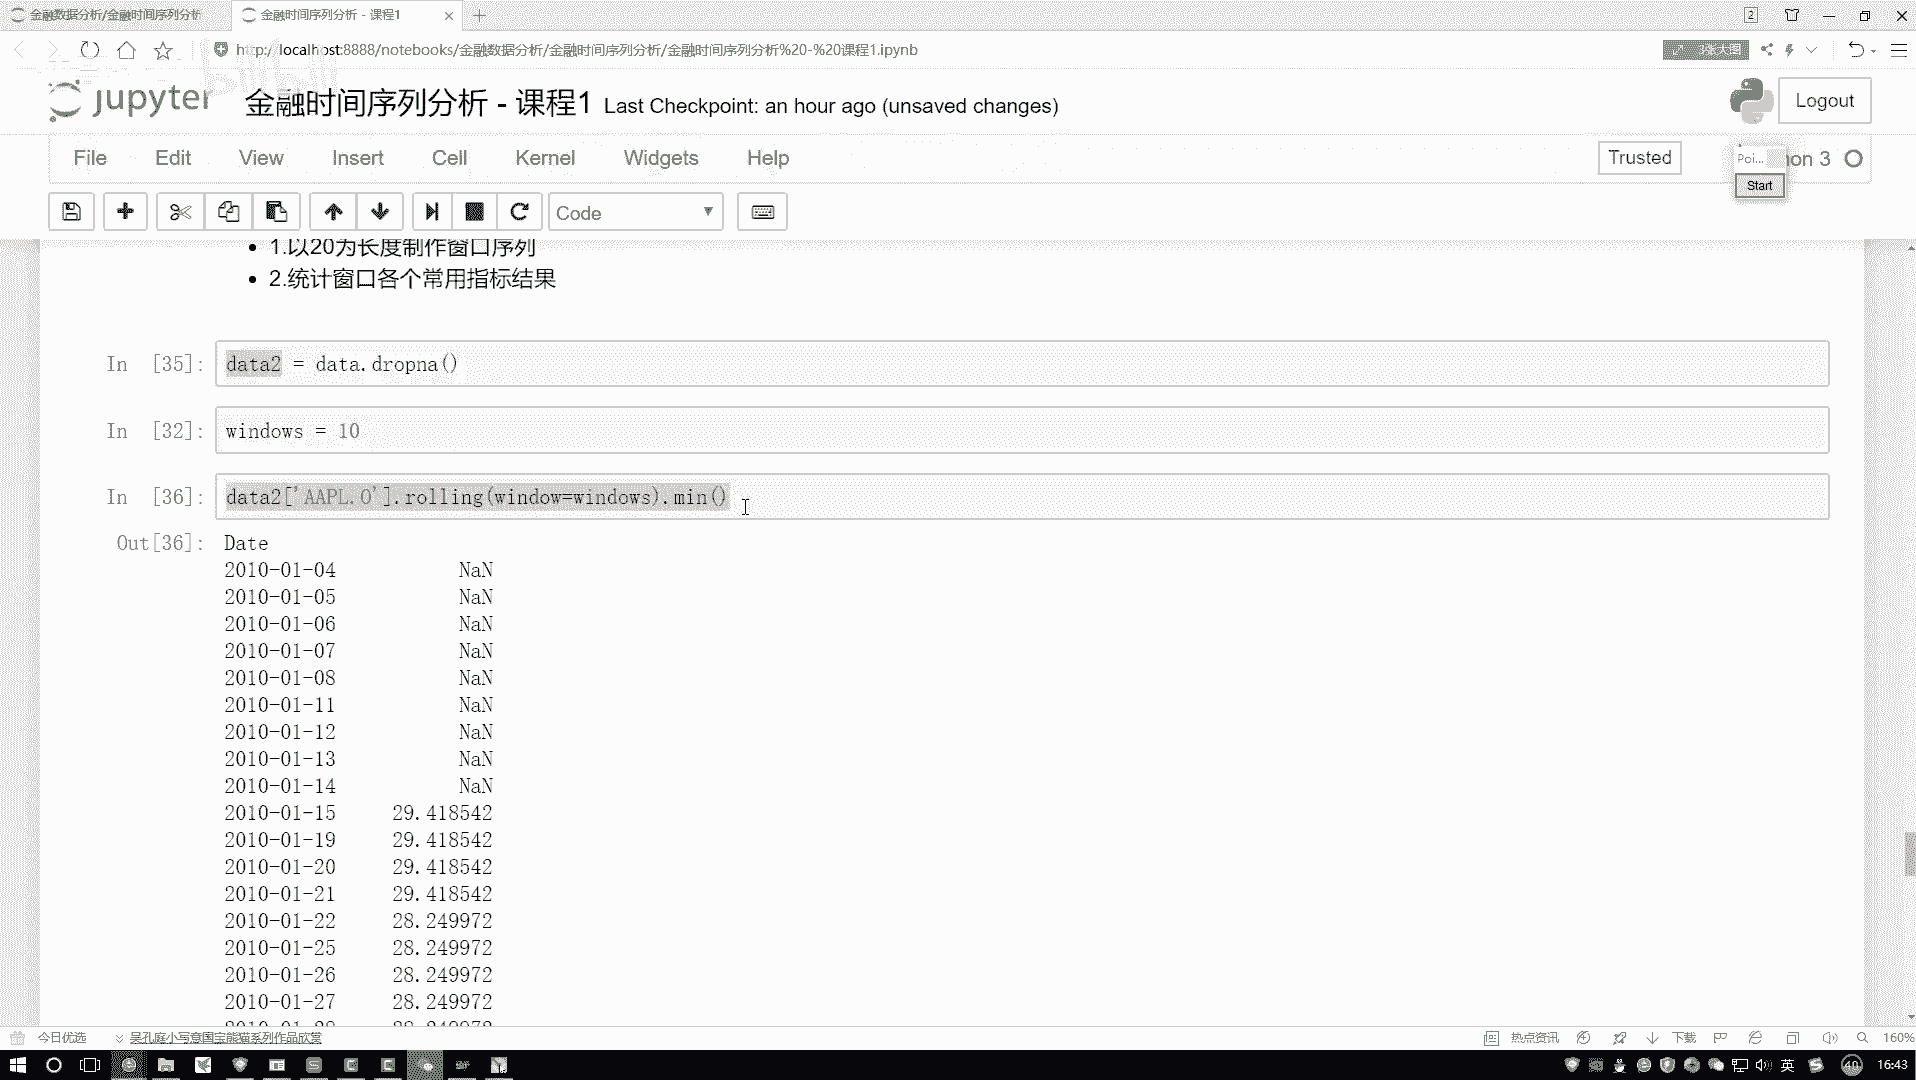 金融数据分析/金融时间序列分析
金融时间序列分析 - 课程1
2
http://localhost:8888/notebooks/金融数据分析/金融时间序列分析/金融时间序列分析%20-%20课程1.ipynb
3张大图
bilibili
jupyter
金融时间序列分析 - 课程1 Last Checkpoint: an hour ago (unsaved changes)
Logout
File Edit View Insert Cell Kernel Widgets Help
Trusted
Poi... hon 3
Start
Code
1.以20为长度制作窗口序列
2.统计窗口各个常用指标结果
In [35]: data2 = data.dropna()
In [32]: windows = 10
In [36]: data2['AAPL.O'].rolling(window=windows).min()
Out[36]: Date
2010-01-04 NaN
2010-01-05 NaN
2010-01-06 NaN
2010-01-07 NaN
2010-01-08 NaN
2010-01-11 NaN
2010-01-12 NaN
2010-01-13 NaN
2010-01-14 NaN
2010-01-15 29.418542
2010-01-19 29.418542
2010-01-20 29.418542
2010-01-21 29.418542
2010-01-22 28.249972
2010-01-25 28.249972
2010-01-26 28.249972
2010-01-27 28.249972
今日优选 吴孔庭小写意国宝熊猫系列作品欣赏
热点资讯 下载 160%
英 40 16:43